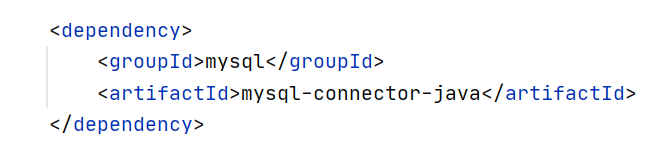 <dependency>
    <groupId>mysql</groupId>
    <artifactId>mysql-connector-java</artifactId>
</dependency>